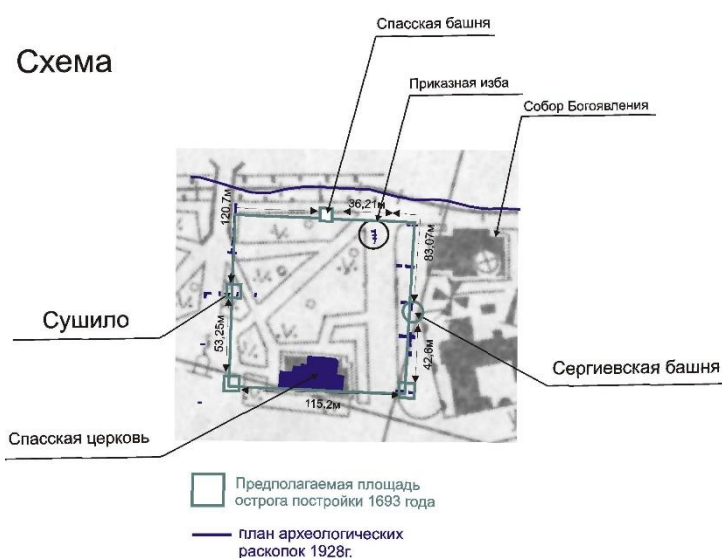 Спасская башня
Схема
Приказная изба
Собор Богоявления
36,21м
120,7м
83,07м
Сушило
53,25м
42,6м
Сергиевская башня
115,2м
Спасская церковь
Предполагаемая площадь
острога постройки 1693 года
план археологических
раскопок 1928г.